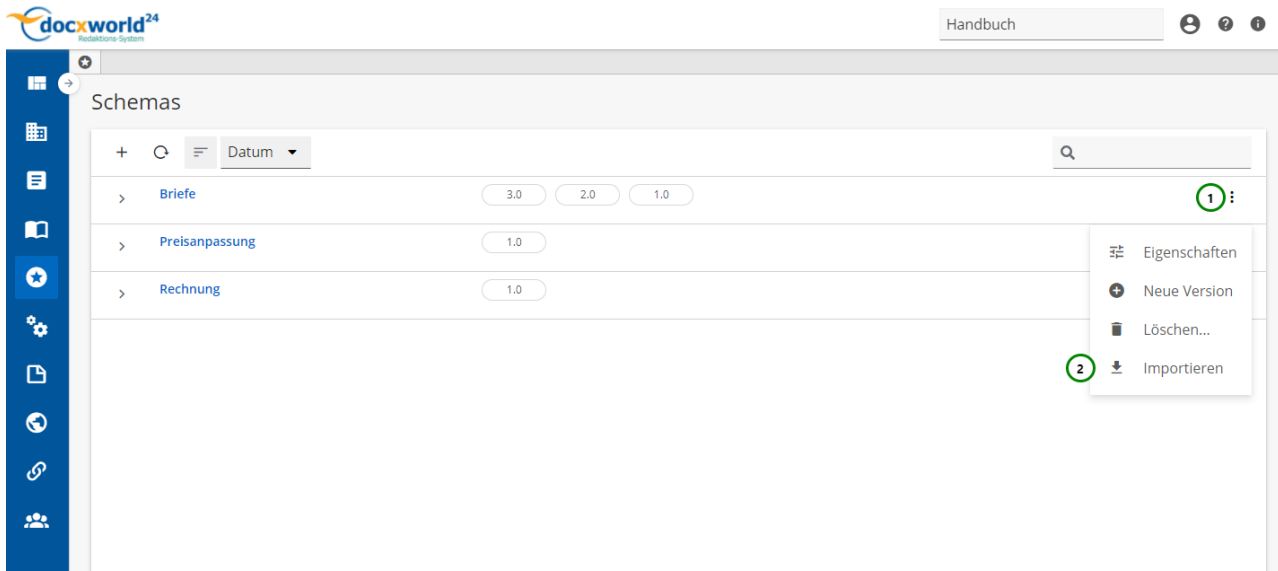 docxworld24
Redaktions-System
Handbuch
Schemas
Datum
Briefe 3.0 2.0 1.0 1
Preisanpassung 1.0
Eigenschaften
Rechnung 1.0
Neue Version
Löschen...
2 Importieren